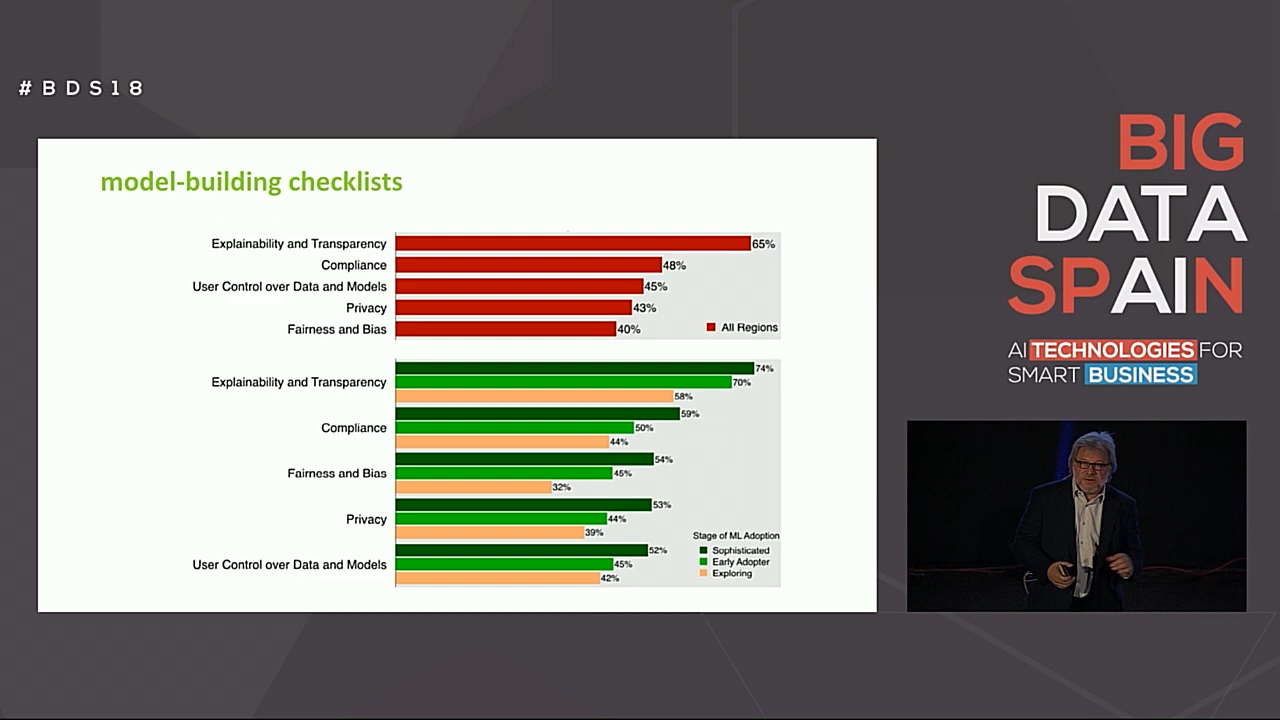 #BDS18
model-building checklists
Explainability and Transparency 65%
Compliance 48%
User Control over Data and Models 45%
Privacy 43%
Fairness and Bias 40%
All Regions
74%
Explainability and Transparency 70%
58%
59%
Compliance 50%
44%
54%
Fairness and Bias 45%
32%
53%
Privacy 44%
39%
Stage of ML Adoption
Sophisticated
Early Adopter
Exploring
52%
User Control over Data and Models 45%
42%
BIG
DATA
SPAIN
AI TECHNOLOGIES FOR
SMART BUSINESS